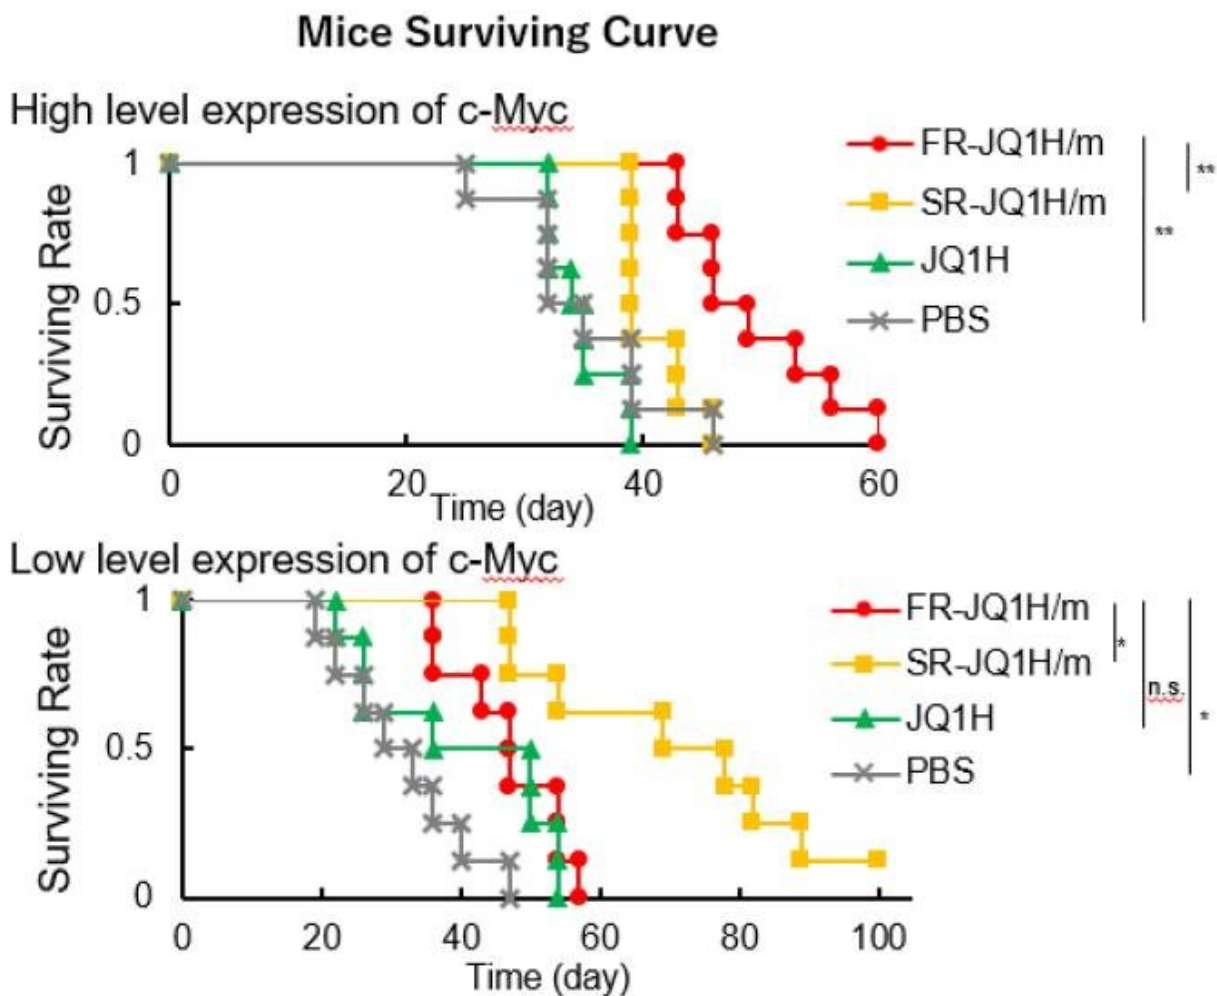 Mice Surviving Curve
High level expression of c-Myc
Surviving Rate
1
0.5
0
0 20 40 60
Time (day)
FR-JQ1H/m
SR-JQ1H/m
JQ1H
PBS
**
**
Low level expression of c-Myc
Surviving Rate
1
0.5
0
0 20 40 60 80 100
Time (day)
FR-JQ1H/m
SR-JQ1H/m
JQ1H
PBS
*
n.s.
*